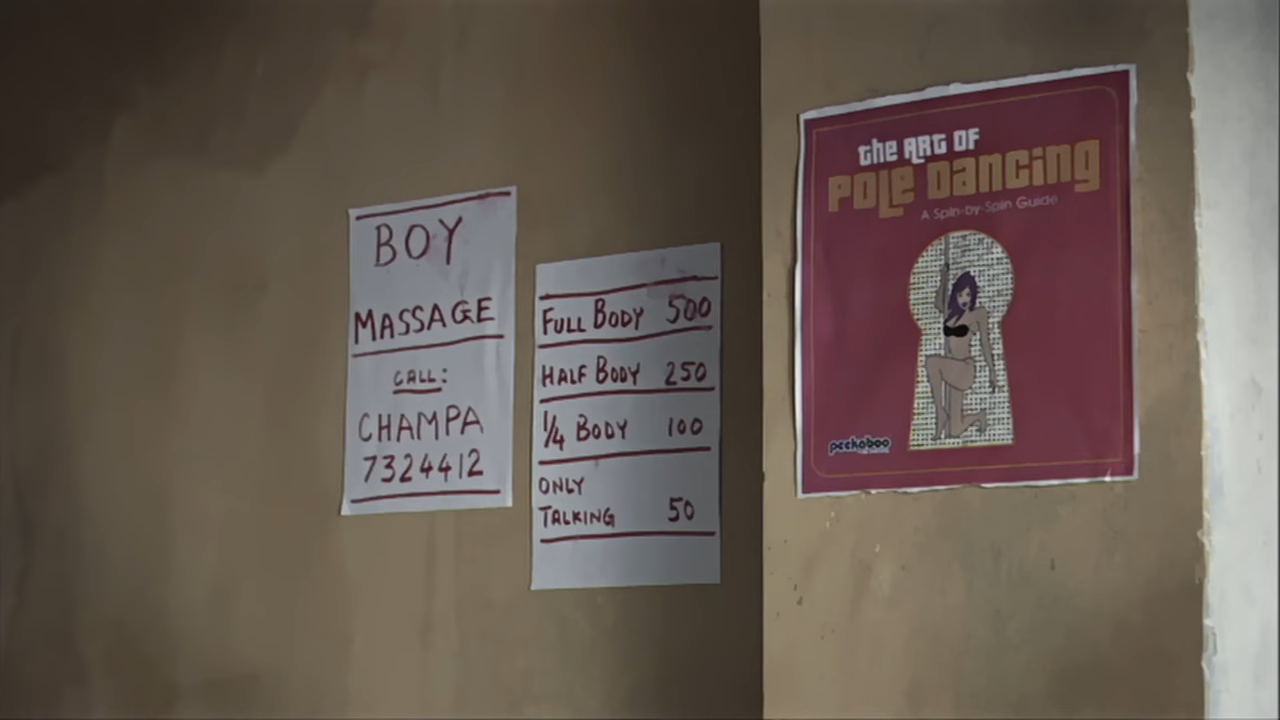 BOY
MASSAGE
CALL:
CHAMPA
7324412
FULL BODY 500
HALF BODY 250
1/4 BODY 100
ONLY
TALKING 50
the ART OF
POLE Dancing
A Spin-by-Spin Guide
peekaboo